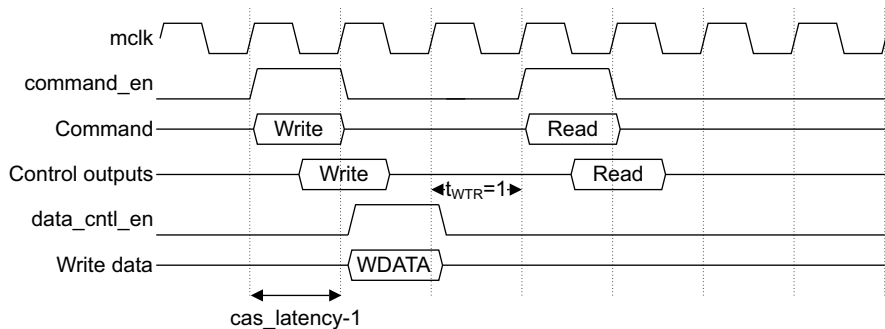 mclk
command_en
Command Write Read
Control outputs Write Read
tWTR=1
data_cntl_en
Write data WDATA
cas_latency-1